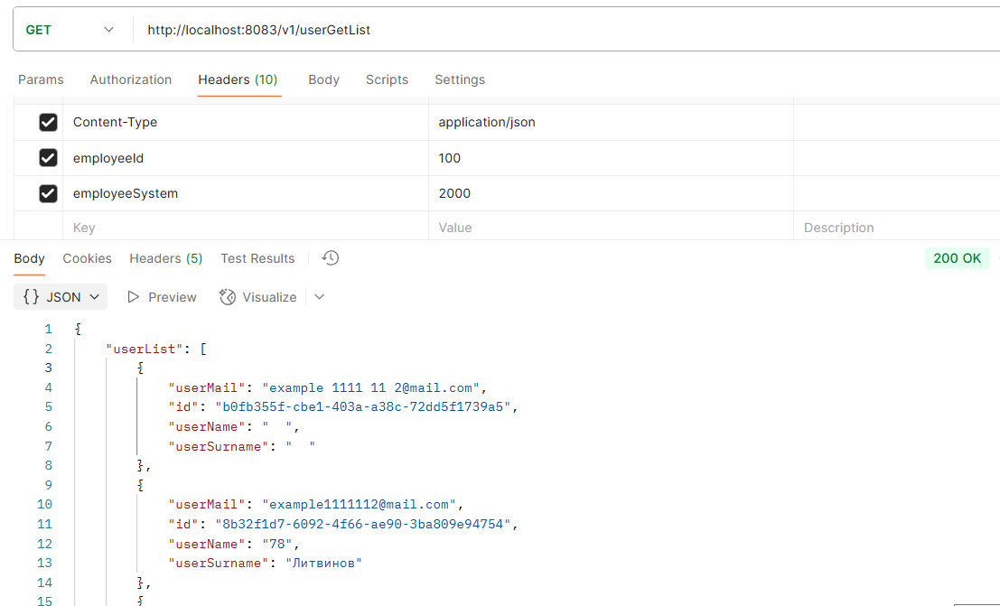 GET http://localhost:8083/v1/userGetList
Params Authorization Headers (10) Body Scripts Settings
Content-Type application/json
employeeId 100
employeeSystem 2000
Key Value Description
Body Cookies Headers (5) Test Results 200 OK
{} JSON Preview Visualize
1 {
2 "userList": [
3 {
4 "userMail": "example 1111 11 2@mail.com",
5 "id": "b0fb355f-cbe1-403a-a38c-72dd5f1739a5",
6 "userName": "  ",
7 "userSurname": "  "
8 },
9 {
10 "userMail": "example1111112@mail.com",
11 "id": "8b32f1d7-6092-4f66-ae90-3ba809e94754",
12 "userName": "78",
13 "userSurname": "Литвинов"
14 },
15 {